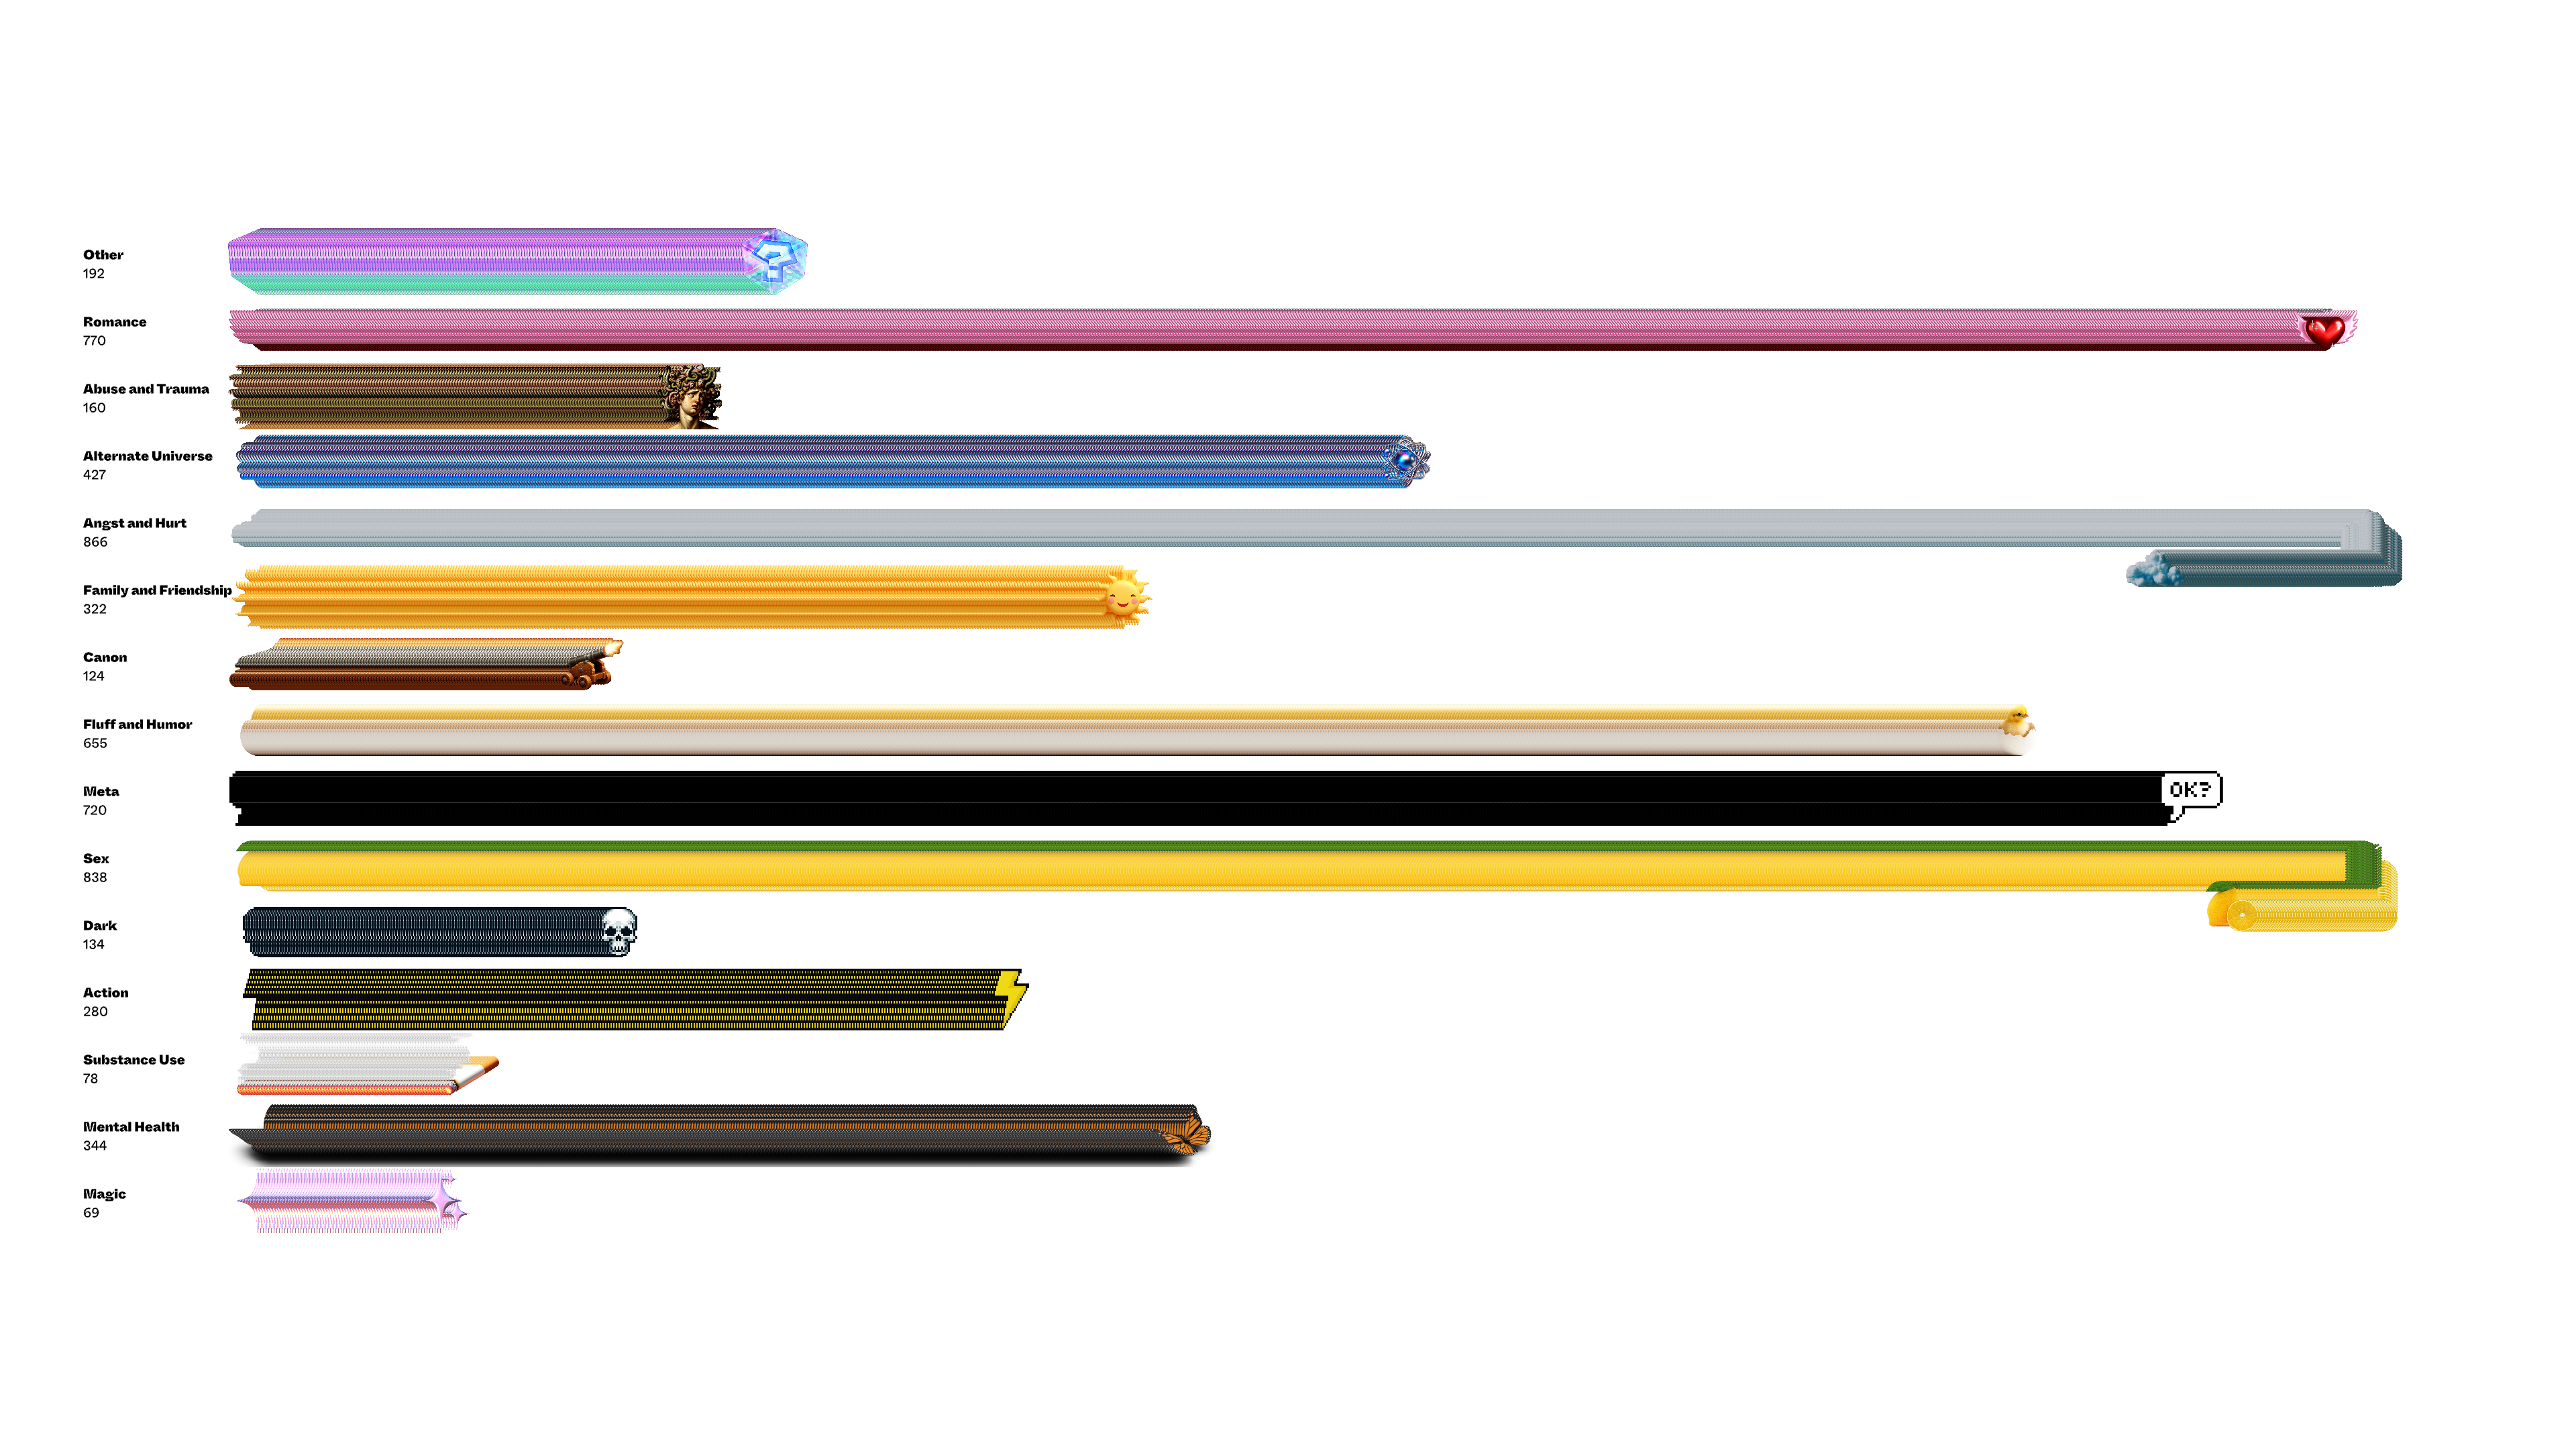 Other
192
Romance
770
Abuse and Trauma
160
Alternate Universe
427
Angst and Hurt
866
Family and Friendship
322
Canon
124
Fluff and Humor
655
Meta
720
OK?
Sex
838
Dark
134
Action
280
Substance Use
78
Mental Health
344
Magic
69